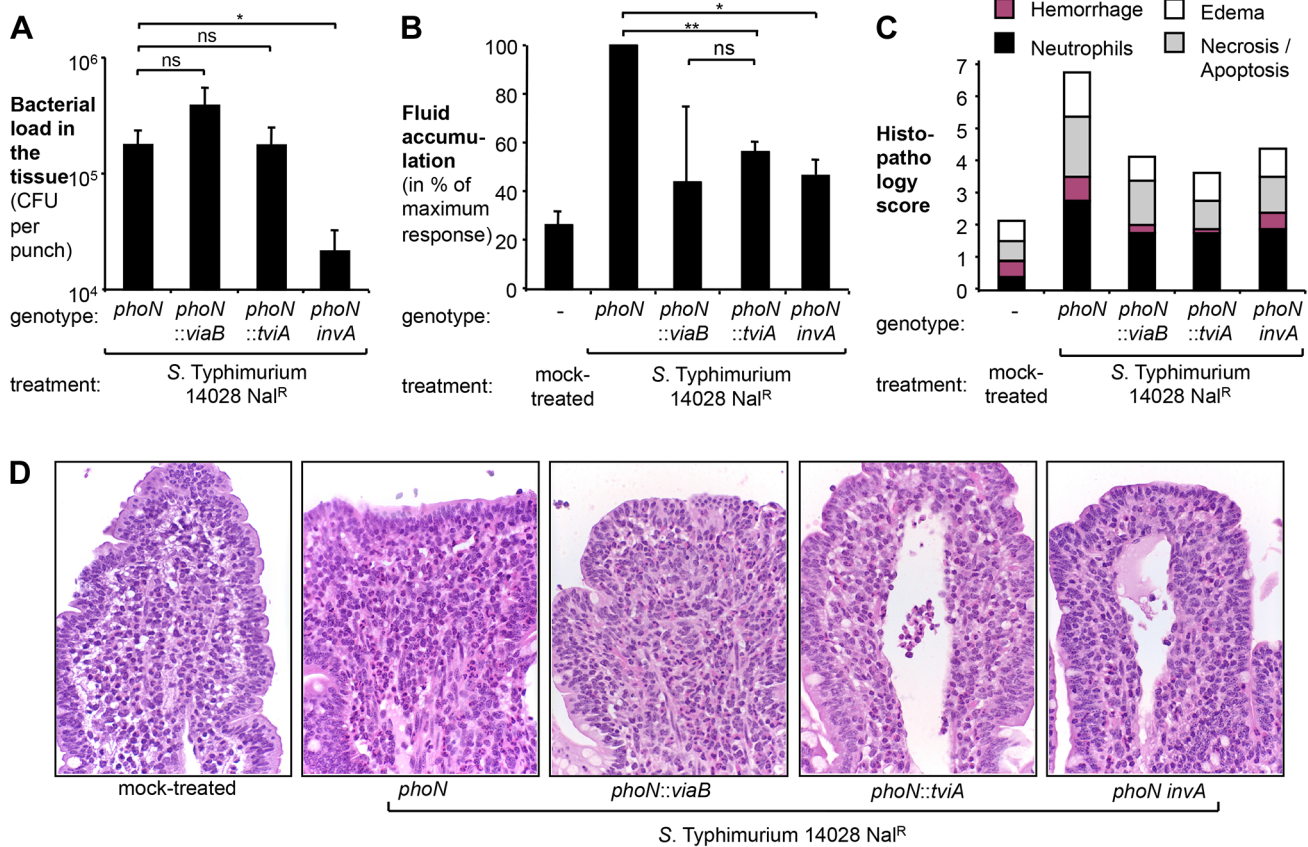 A
*
ns
ns
10⁶
10⁵
10⁴
Bacterial
load in
the
tissue
(CFU
per
punch)
genotype:
phoN
phoN
::viaB
phoN
::tviA
phoN
invA
treatment:
S. Typhimurium
14028 Nalᴿ
B
*
**
ns
100
80
60
40
20
0
Fluid
accumu-
lation
(in % of
maximum
response)
genotype:
-
phoN
phoN
::viaB
phoN
::tviA
phoN
invA
treatment:
mock-
treated
S. Typhimurium
14028 Nalᴿ
C
Hemorrhage
Edema
Neutrophils
Necrosis /
Apoptosis
7
6
5
4
3
2
1
0
Histo-
patho
logy
score
genotype:
-
phoN
phoN
::viaB
phoN
::tviA
phoN
invA
treatment:
mock-
treated
S. Typhimurium
14028 Nalᴿ
D
mock-treated
phoN
phoN::viaB
phoN::tviA
phoN invA
S. Typhimurium 14028 Nalᴿ